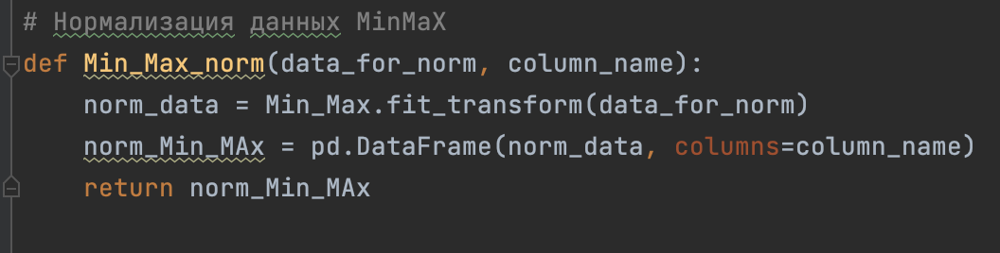 # Нормализация данных MinMaX
def Min_Max_norm(data_for_norm, column_name):
    norm_data = Min_Max.fit_transform(data_for_norm)
    norm_Min_MAx = pd.DataFrame(norm_data, columns=column_name)
    return norm_Min_MAx